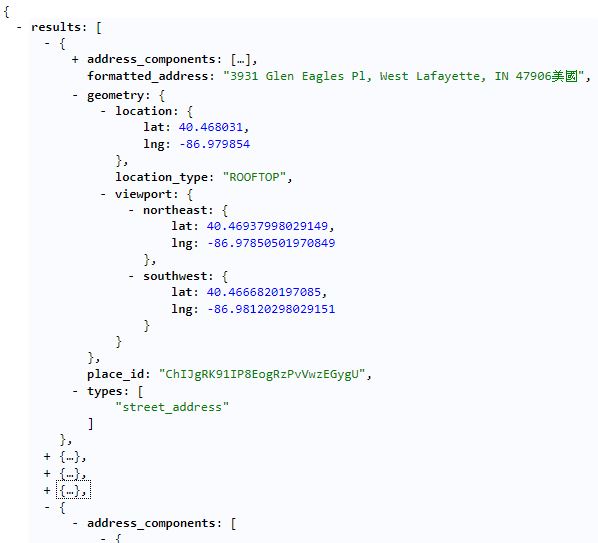 {
- results: [
- {
+ address_components: […],
formatted_address: "3931 Glen Eagles Pl, West Lafayette, IN 47906美國",
- geometry: {
- location: {
lat: 40.468031,
lng: -86.979854
},
location_type: "ROOFTOP",
- viewport: {
- northeast: {
lat: 40.46937998029149,
lng: -86.97850501970849
},
- southwest: {
lat: 40.4666820197085,
lng: -86.98120298029151
}
}
},
place_id: "ChIJgRK91IP8EogRzPvVwzEGygU",
- types: [
"street_address"
]
},
+ {…},
+ {…},
+ {…},
- {
- address_components: [
- {